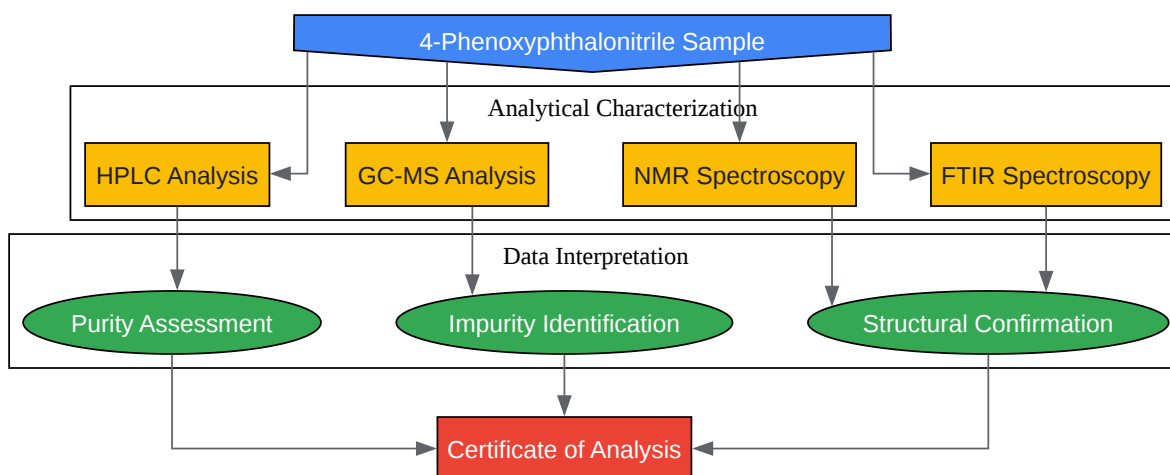 4-Phenoxyphthalonitrile Sample
Analytical Characterization
HPLC Analysis
GC-MS Analysis
NMR Spectroscopy
FTIR Spectroscopy
Data Interpretation
Purity Assessment
Impurity Identification
Structural Confirmation
Certificate of Analysis